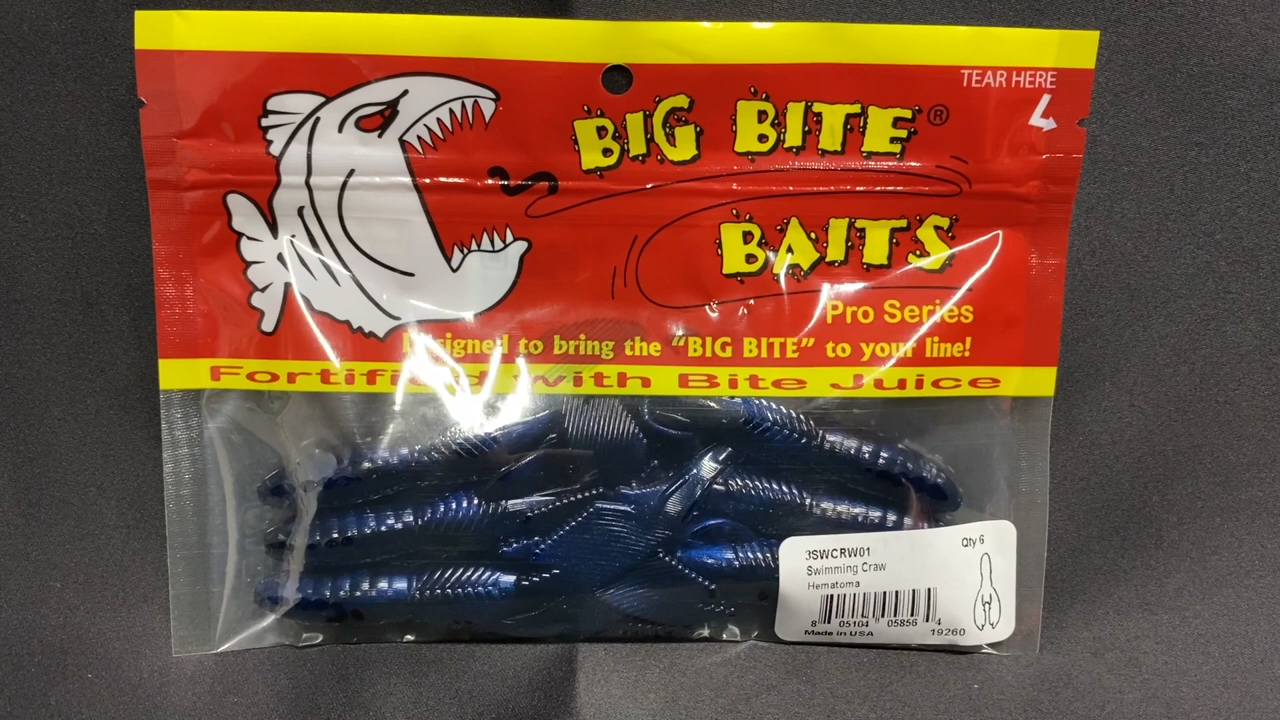 TEAR HERE
BIG BITE®
BAITS
Pro Series
Designed to bring the “BIG BITE” to your line!
Fortified with Bite Juice
3SWCRW01 Qty 6
Swimming Craw
Hematoma
8 05104 05856 4
Made in USA 19260